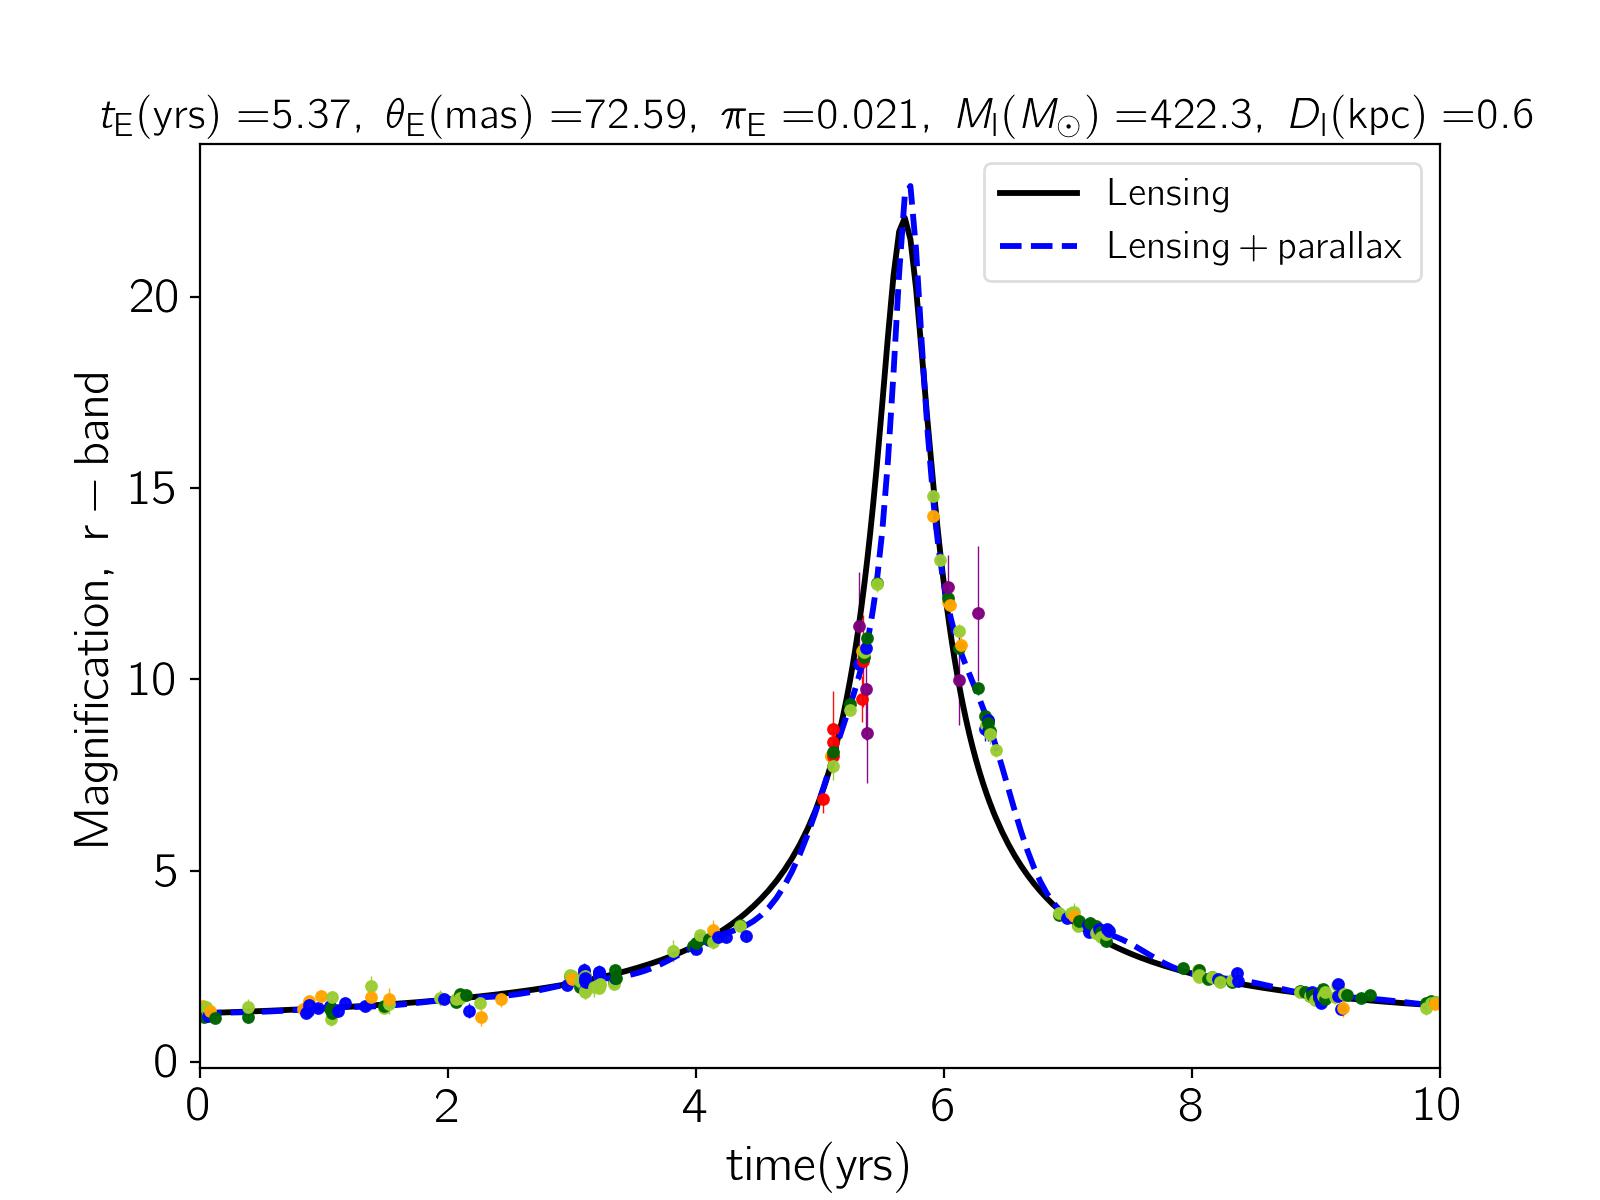 t_E(yrs) =5.37, θ_E(mas) =72.59, π_E =0.021, M_l(M_⊙) =422.3, D_l(kpc) =0.6
Lensing
Lensing + parallax
Magnification, r − band
20
15
10
5
0
0 2 4 6 8 10
time(yrs)